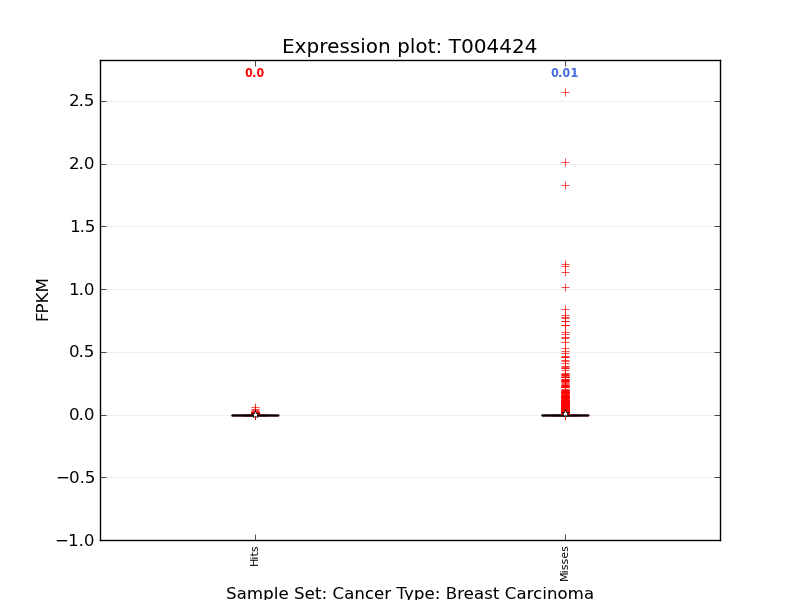 Expression plot: T004424
0.0 0.01
2.5
2.0
1.5
1.0
0.5
0.0
−0.5
−1.0
FPKM
Hits Misses
Sample Set: Cancer Type: Breast Carcinoma